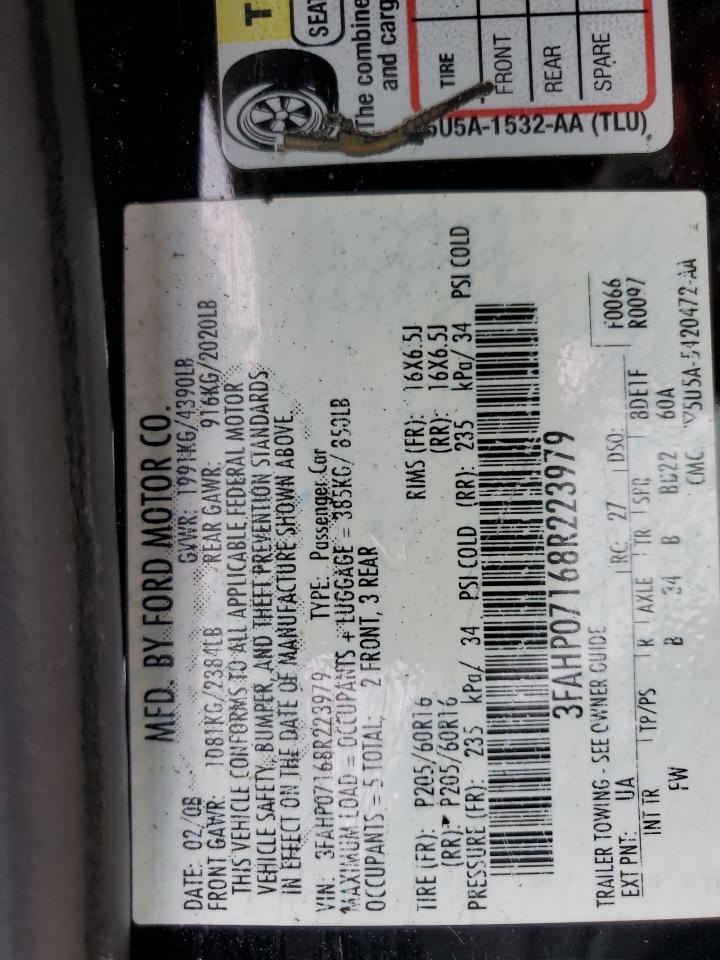 T
SEAT
The combine
and carg
TIRE
FRONT
REAR
SPARE
5U5A-1532-AA (TLU)
MFD. BY FORD MOTOR CO.
DATE: 02/08 GVWR: 1991KG/4390LB
FRONT GAWR: 1081KG/2384LB REAR GAWR: 916KG/2020LB
THIS VEHICLE CONFORMS TO ALL APPLICABLE FEDERAL MOTOR
VEHICLE SAFETY, BUMPER, AND THEFT PREVENTION STANDARDS
IN EFFECT ON THE DATE OF MANUFACTURE SHOWN ABOVE
VIN: 3FAHP07168R223979 TYPE: Passenger Car
MAXIMUM LOAD = OCCUPANTS + LUGGAGE = 385KG/ 850LB
OCCUPANTS = 5 TOTAL; 2 FRONT, 3 REAR
TIRE (FR): P205/60R16 RIMS (FR): 16X6.5J
(RR): P205/60R16 (RR): 16X6.5J
PRESSURE (FR): 235 kPa/ 34 PSI COLD (RR): 235 kPa/ 34 PSI COLD
3FAHP07168R223979
TRAILER TOWING - SEE OWNER GUIDE F0066
EXT PNT: UA RC: 27 DSO: 8DE1F R0097
INT TR TP/PS R AXLE TR SPR
FW B 34 B BD22 60A
CMC ▽5U5A-5420472-AA